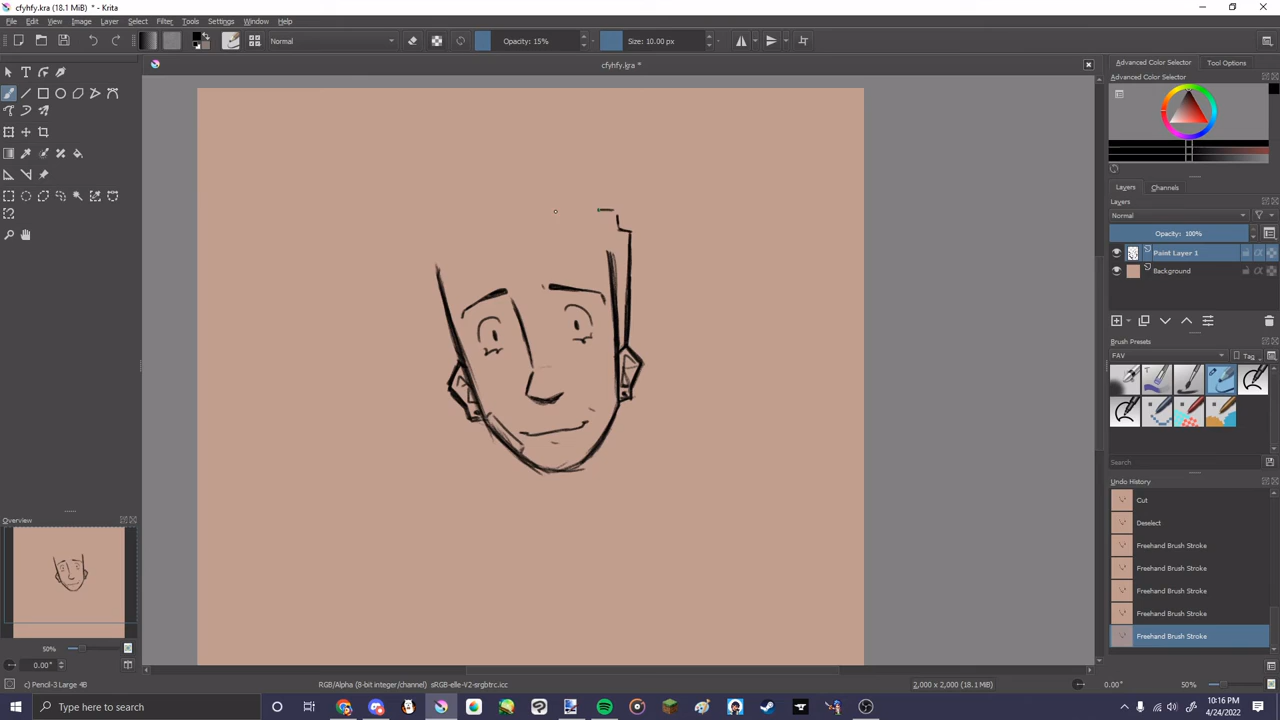 cfyhfy.kra (18.1 MiB) * - Krita
File Edit View Image Layer Select Filter Tools Settings Window Help
Normal
Opacity: 15%
Size: 10.00 px
cfyhfy.kra *
Advanced Color Selector
Tool Options
Advanced Color Selector
Layers
Channels
Layers
Normal
Opacity: 100%
Paint Layer 1
Background
Brush Presets
FAV
Tag
Search
Undo History
Cut
Deselect
Freehand Brush Stroke
Freehand Brush Stroke
Freehand Brush Stroke
Freehand Brush Stroke
Freehand Brush Stroke
Overview
50%
0.00°
c) Pencil-3 Large 4B
RGB/Alpha (8-bit integer/channel) sRGB-elle-V2-srgbtrc.icc
2,000 x 2,000 (18.1 MiB)
0.00°
50%
Type here to search
10:16 PM
4/24/2022